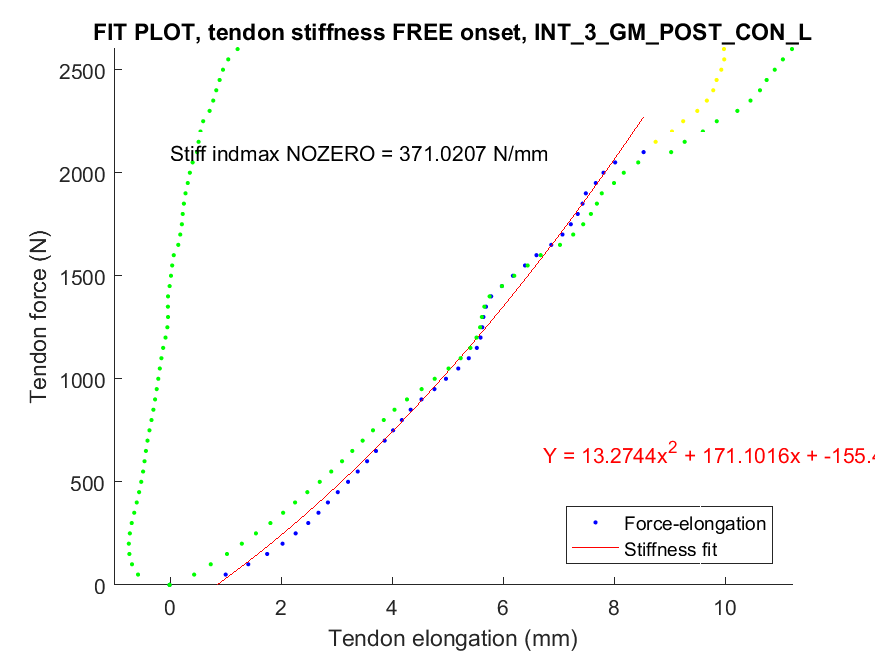 FIT PLOT, tendon stiffness FREE onset, INT_3_GM_POST_CON_L
2500
Stiff indmax NOZERO = 371.0207 N/mm
2000
1500
Tendon force (N)
1000
Y = 13.2744x² + 171.1016x + -155.4
500
Force-elongation
Stiffness fit
0
0 2 4 6 8 10
Tendon elongation (mm)